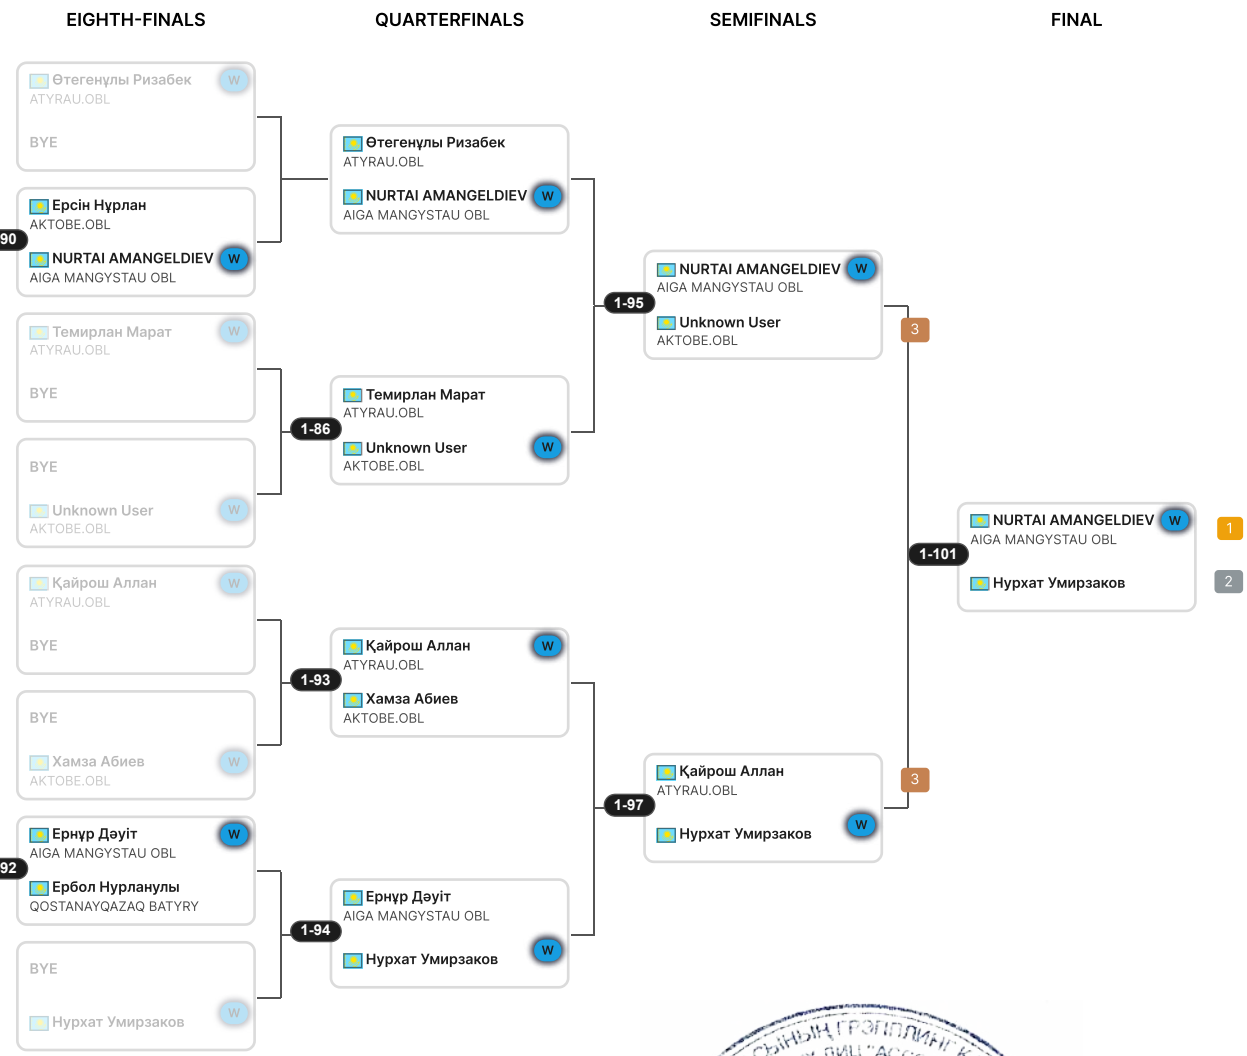 EIGHTH-FINALS
QUARTERFINALS
SEMIFINALS
FINAL
Өтегенұлы Ризабек W
ATYRAU.OBL
BYE
90
Ерсін Нұрлан
AKTOBE.OBL
NURTAI AMANGELDIEV W
AIGA MANGYSTAU OBL
Темирлан Марат W
ATYRAU.OBL
BYE
BYE
Unknown User W
AKTOBE.OBL
Қайрош Аллан W
ATYRAU.OBL
BYE
BYE
Хамза Абиев W
AKTOBE.OBL
92
Ернұр Дәуіт W
AIGA MANGYSTAU OBL
Ербол Нурланулы
QOSTANAYQAZAQ BATYRY
BYE
Нурхат Умирзаков W
Өтегенұлы Ризабек
ATYRAU.OBL
NURTAI AMANGELDIEV W
AIGA MANGYSTAU OBL
1-86
Темирлан Марат
ATYRAU.OBL
Unknown User W
AKTOBE.OBL
1-93
Қайрош Аллан W
ATYRAU.OBL
Хамза Абиев
AKTOBE.OBL
1-94
Ернұр Дәуіт
AIGA MANGYSTAU OBL
Нурхат Умирзаков W
1-95
NURTAI AMANGELDIEV W
AIGA MANGYSTAU OBL
Unknown User
AKTOBE.OBL
3
1-97
Қайрош Аллан
ATYRAU.OBL
Нурхат Умирзаков W
3
1-101
NURTAI AMANGELDIEV W
AIGA MANGYSTAU OBL
Нурхат Умирзаков
1
2